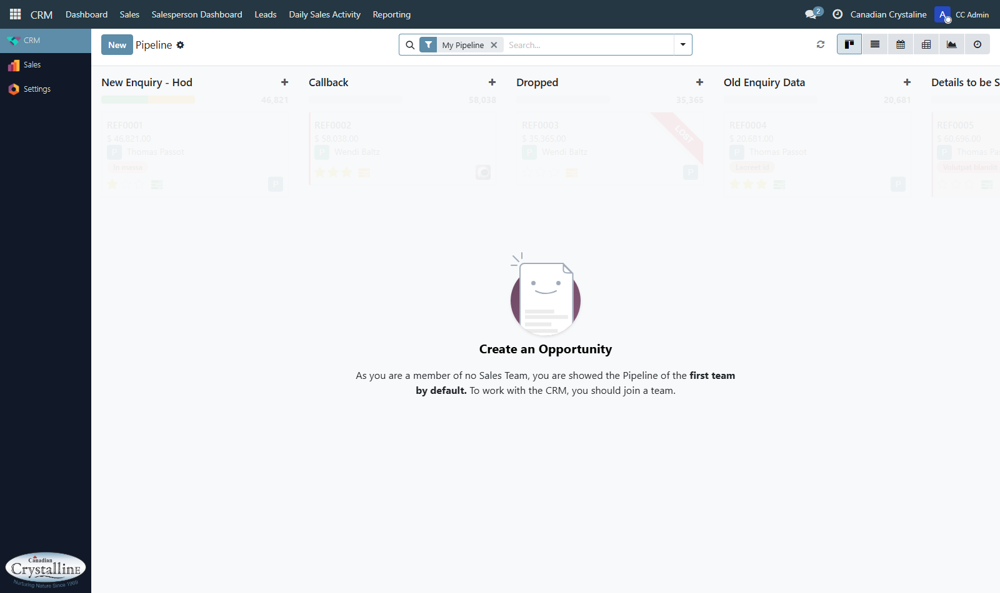 CRM Dashboard Sales Salesperson Dashboard Leads Daily Sales Activity Reporting 2 Canadian Crystaline A CC Admin
CRM
Sales
Settings
New Pipeline My Pipeline Search...
New Enquiry - Hod Callback Dropped Old Enquiry Data Details to be S
46,821 58,038 35,365 20,681
REF0001 REF0002 REF0003 REF0004 REF0005
$ 46,821.00 $ 58,038.00 $ 35,365.00 $ 20,681.00 $ 60,696.00
P Thomas Passot P Wendi Baltz P Wendi Baltz P Thomas Passot P Thomas Pas
LOST
In massa Laoreet id Volutpat blandit
P P P
Create an Opportunity
As you are a member of no Sales Team, you are showed the Pipeline of the first team
by default. To work with the CRM, you should join a team.
Canadian
Crystalline
Nurturing Nature Since 1969